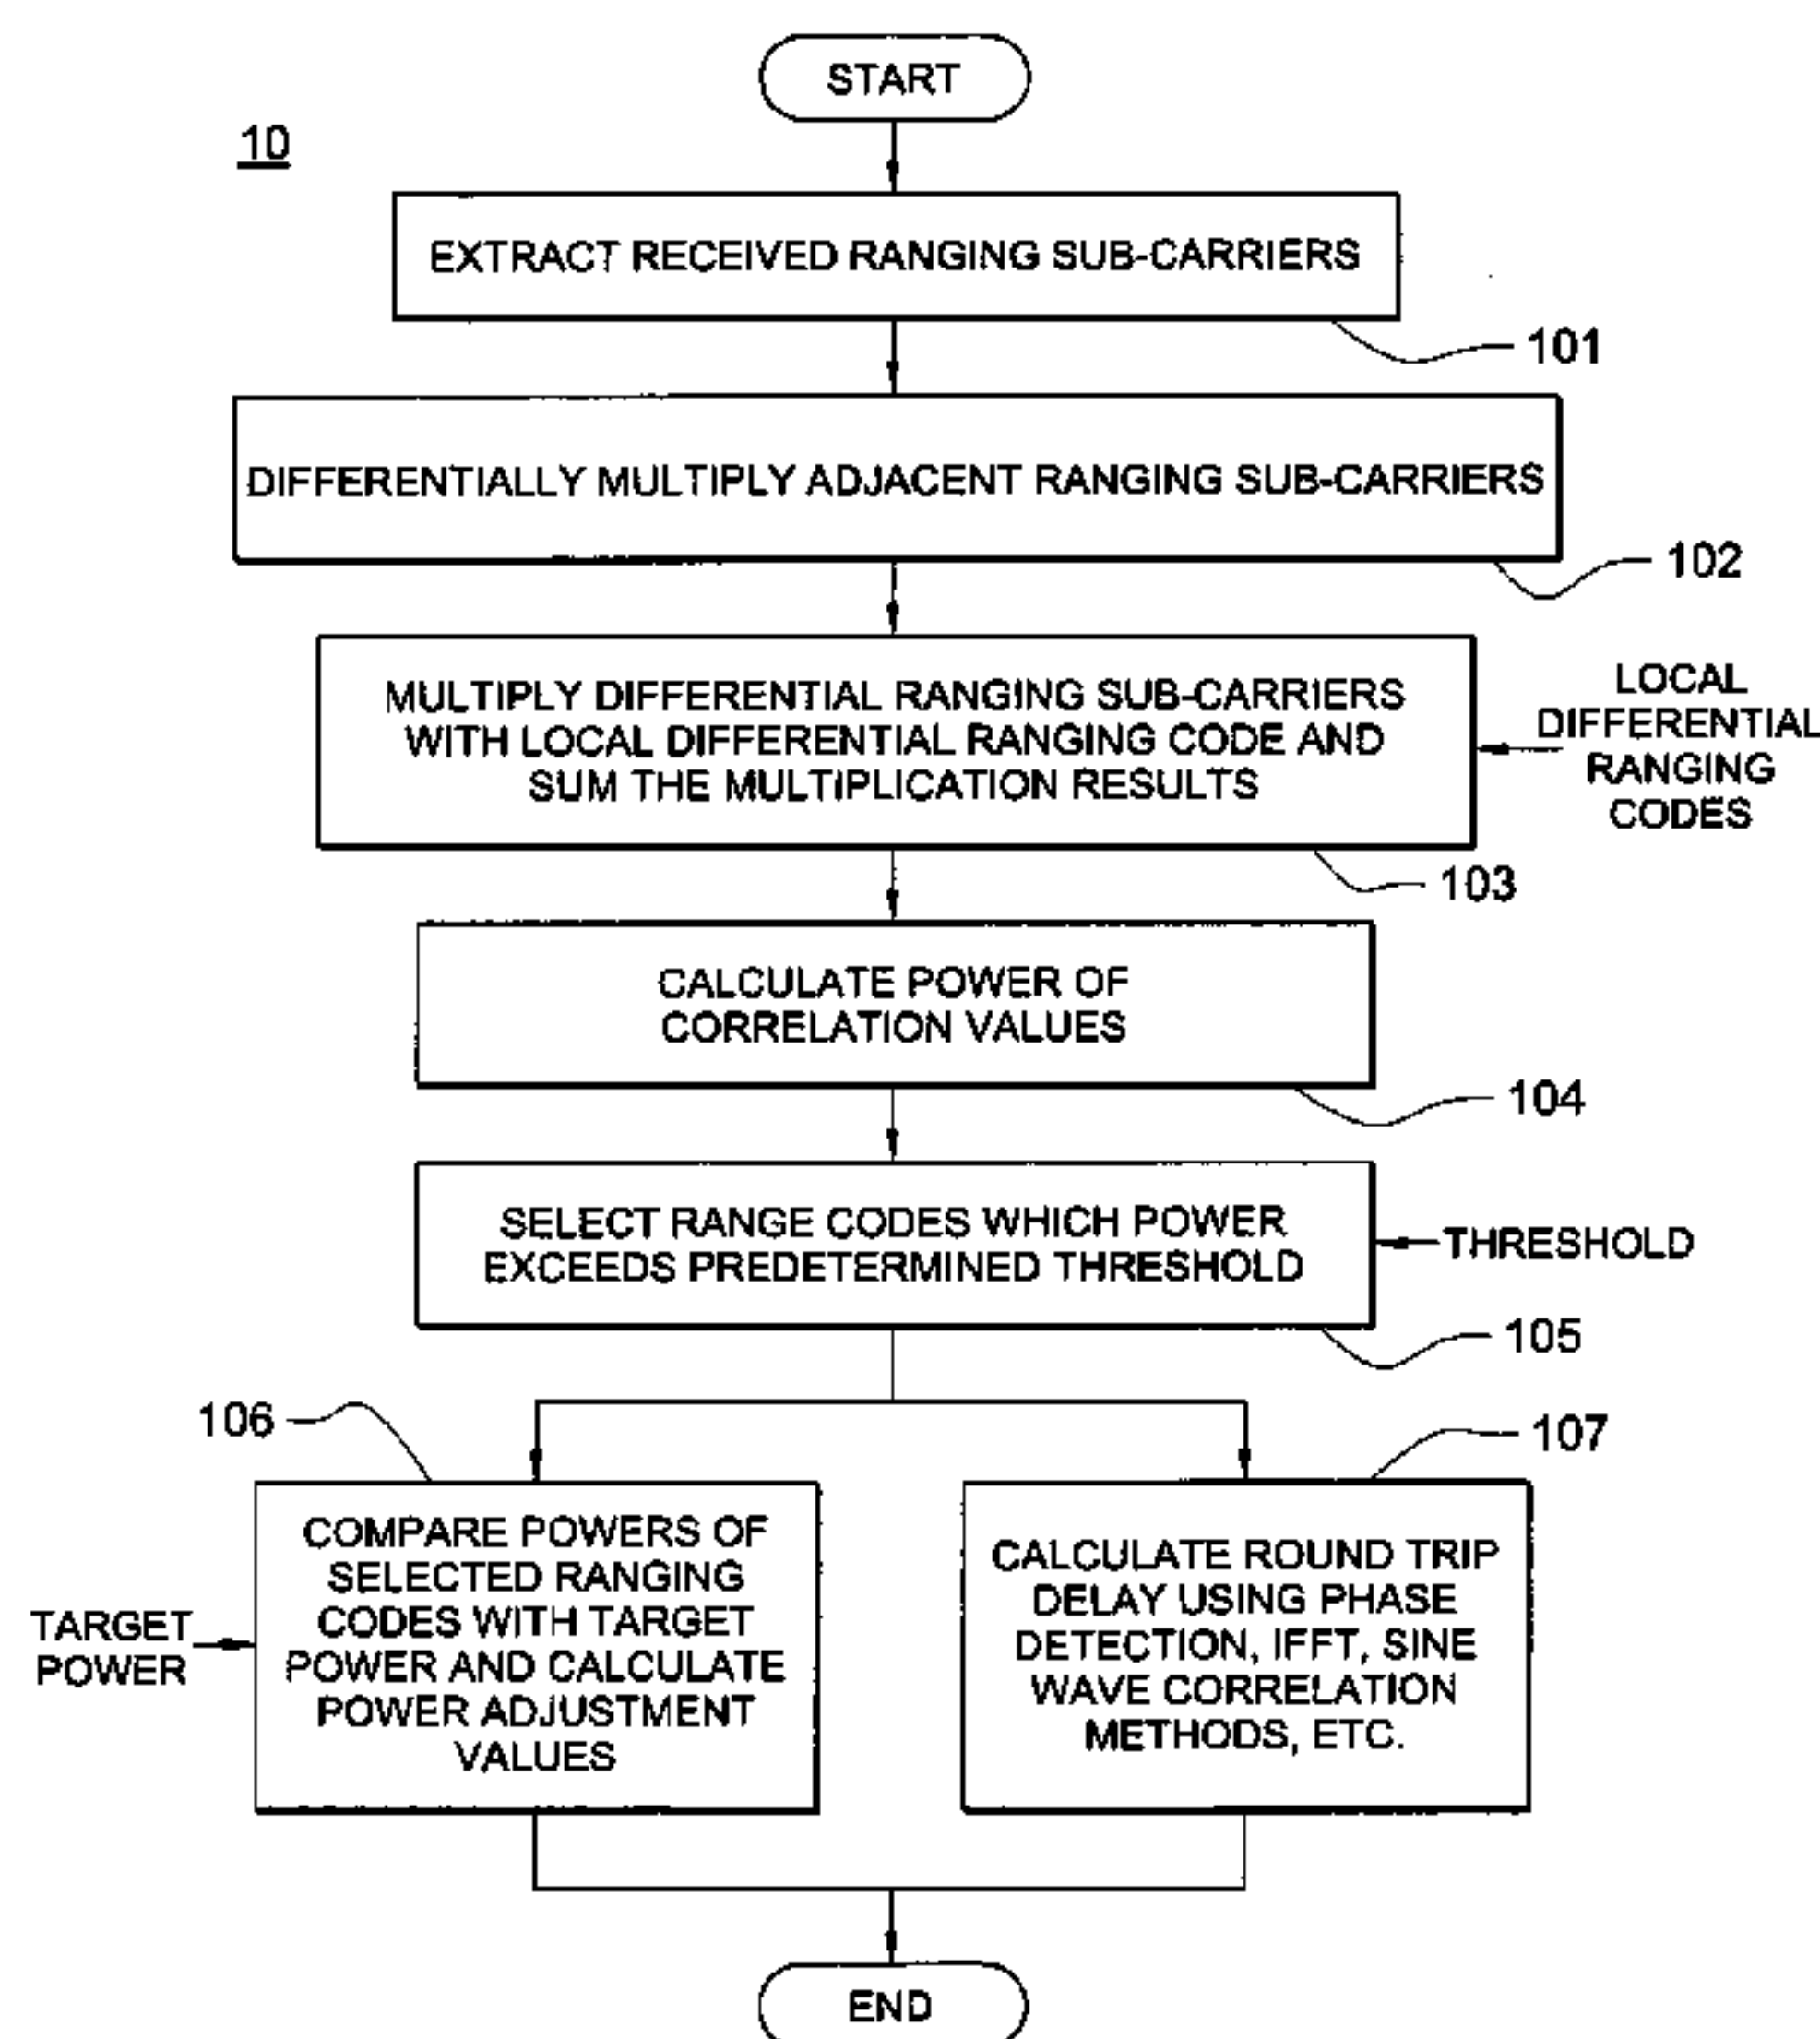 START
10
EXTRACT RECEIVED RANGING SUB-CARRIERS
101
DIFFERENTIALLY MULTIPLY ADJACENT RANGING SUB-CARRIERS
102
MULTIPLY DIFFERENTIAL RANGING SUB-CARRIERS
WITH LOCAL DIFFERENTIAL RANGING CODE AND
SUM THE MULTIPLICATION RESULTS
LOCAL
DIFFERENTIAL
RANGING
CODES
103
CALCULATE POWER OF
CORRELATION VALUES
104
SELECT RANGE CODES WHICH POWER
EXCEEDS PREDETERMINED THRESHOLD
THRESHOLD
105
106
107
COMPARE POWERS OF
SELECTED RANGING
CODES WITH TARGET
POWER AND CALCULATE
POWER ADJUSTMENT
VALUES
TARGET
POWER
CALCULATE ROUND TRIP
DELAY USING PHASE
DETECTION, IFFT, SINE
WAVE CORRELATION
METHODS, ETC.
END